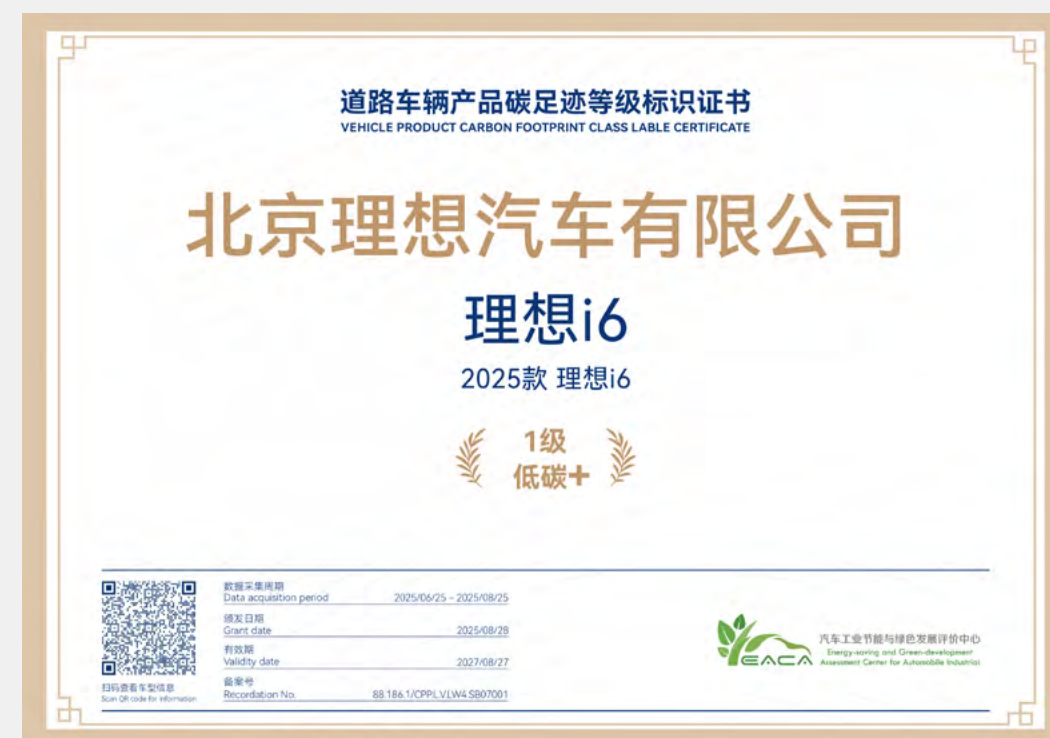 道路车辆产品碳足迹等级标识证书
VEHICLE PRODUCT CARBON FOOTPRINT CLASS LABLE CERTIFICATE
北京理想汽车有限公司
理想i6
2025款 理想i6
1级
低碳+
数据采集周期
Data acquisition period 2025/06/25 - 2025/08/25
颁发日期
Grant date 2025/08/28
有效期
Validity date 2027/08/27
备案号
Recordation No. 88.186.1/CPPLVLW4SB07001
扫码查看车型信息
Scan QR code for information
EACA
汽车工业节能与绿色发展评价中心
Energy-saving and Green-development
Assessment Center for Automobile Industrial